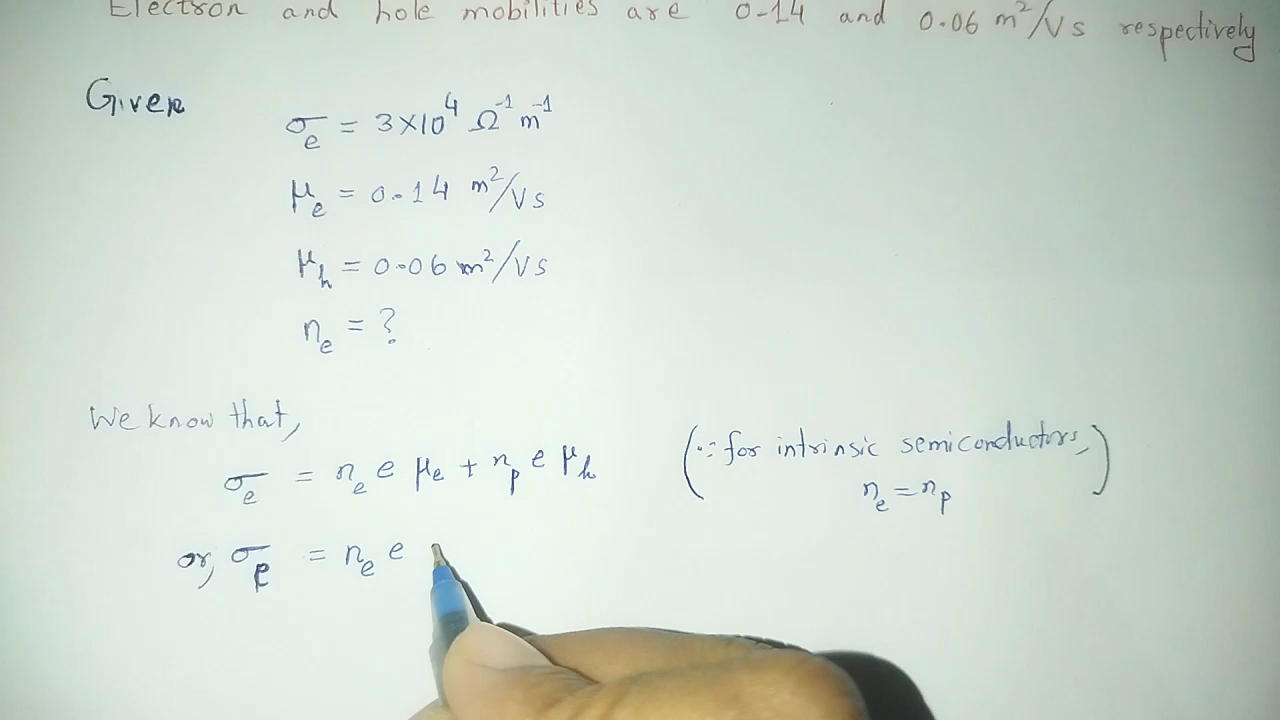 Electron and hole mobilities are 0.14 and 0.06 m²/Vs respectively
Given
σe = 3×10⁴ Ω⁻¹ m⁻¹
μe = 0.14 m²/Vs
μh = 0.06 m²/Vs
ne = ?
We know that,
σe = ne e μe + np e μh (∵ for intrinsic semiconductors, ne = np)
or, σe = ne e